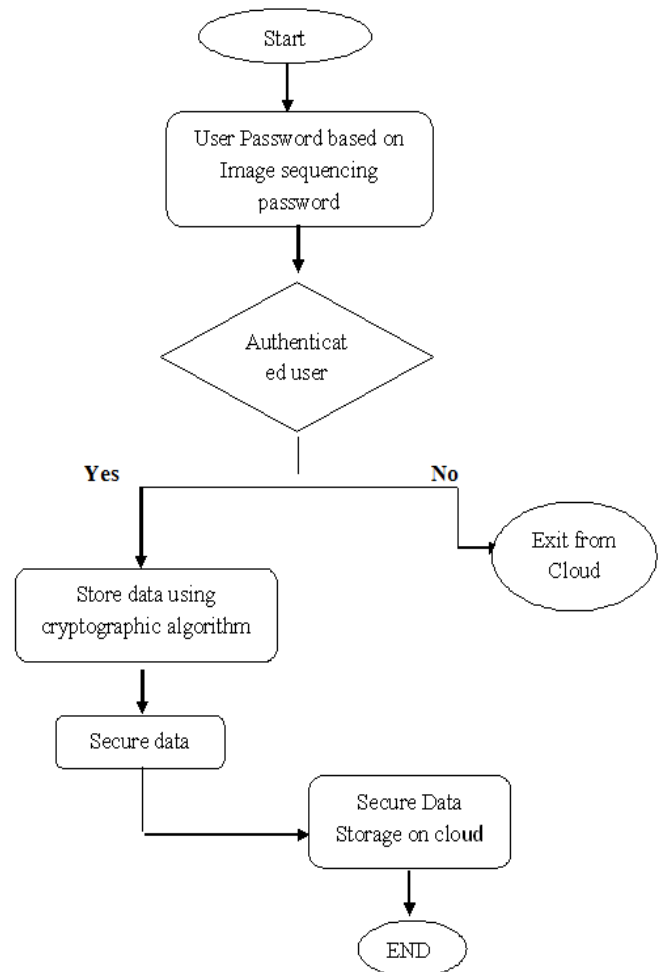 Start
User Password based on
Image sequencing
password
Authenticat
ed user
Yes
No
Exit from
Cloud
Store data using
cryptographic algorithm
Secure data
Secure Data
Storage on cloud
END